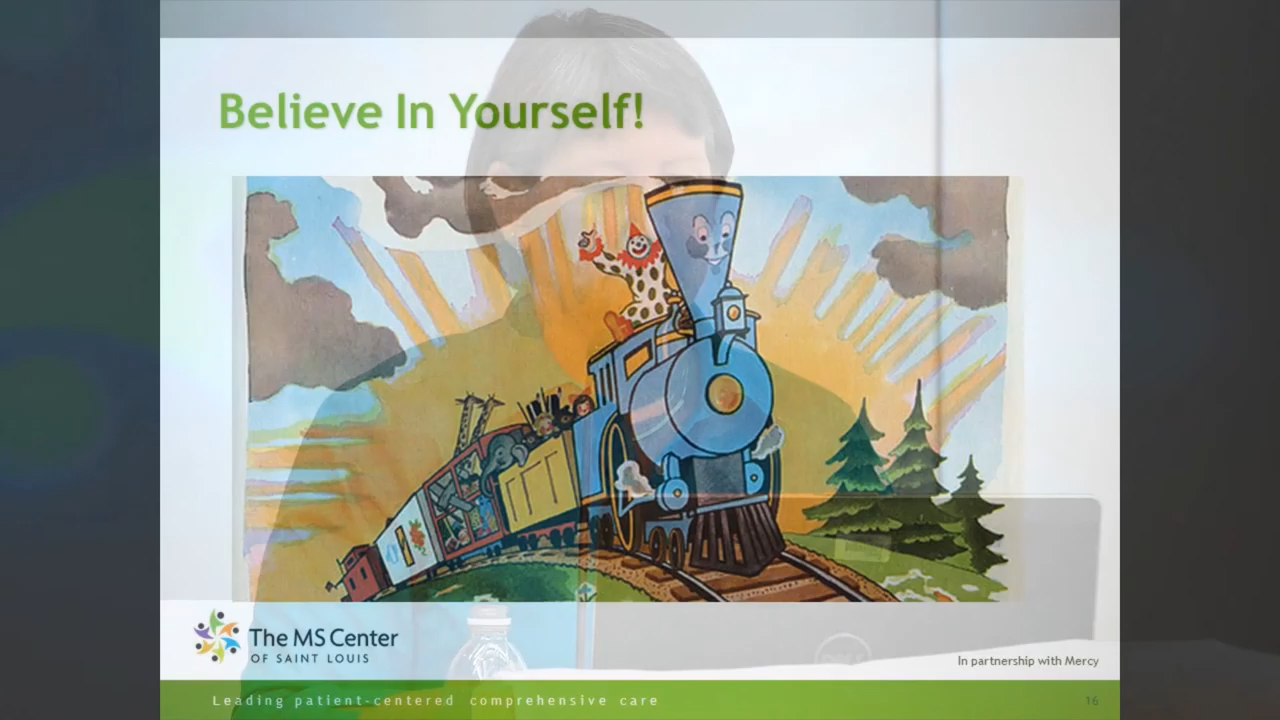 Believe In Yourself!
The MS Center
OF SAINT LOUIS
In partnership with Mercy
Leading patient-centered comprehensive care
16